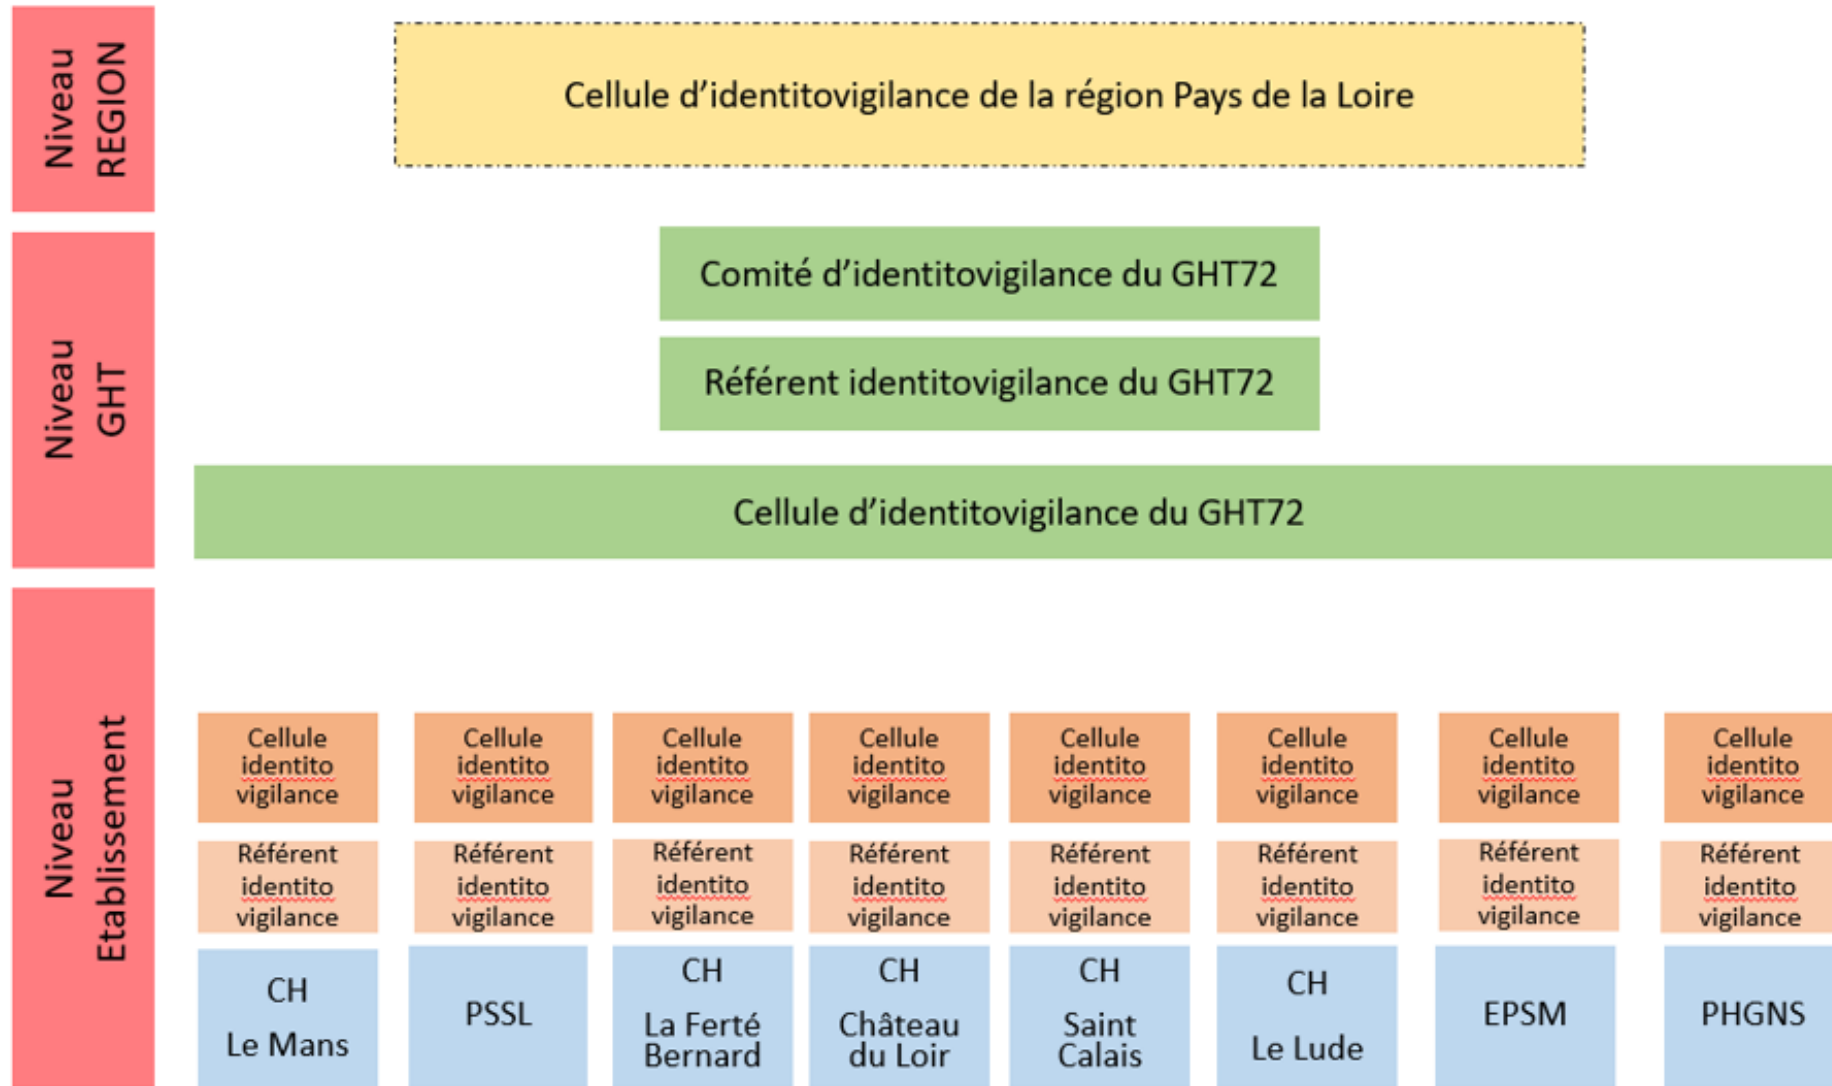 Niveau
REGION
Cellule d'identitovigilance de la région Pays de la Loire
Niveau
GHT
Comité d'identitovigilance du GHT72
Référent identitovigilance du GHT72
Cellule d'identitovigilance du GHT72
Niveau
Etablissement
Cellule
identito
vigilance
Cellule
identito
vigilance
Cellule
identito
vigilance
Cellule
identito
vigilance
Cellule
identito
vigilance
Cellule
identito
vigilance
Cellule
identito
vigilance
Cellule
identito
vigilance
Référent
identito
vigilance
Référent
identito
vigilance
Référent
identito
vigilance
Référent
identito
vigilance
Référent
identito
vigilance
Référent
identito
vigilance
Référent
identito
vigilance
Référent
identito
vigilance
CH
Le Mans
PSSL
CH
La Ferté
Bernard
CH
Château
du Loir
CH
Saint
Calais
CH
Le Lude
EPSM
PHGNS